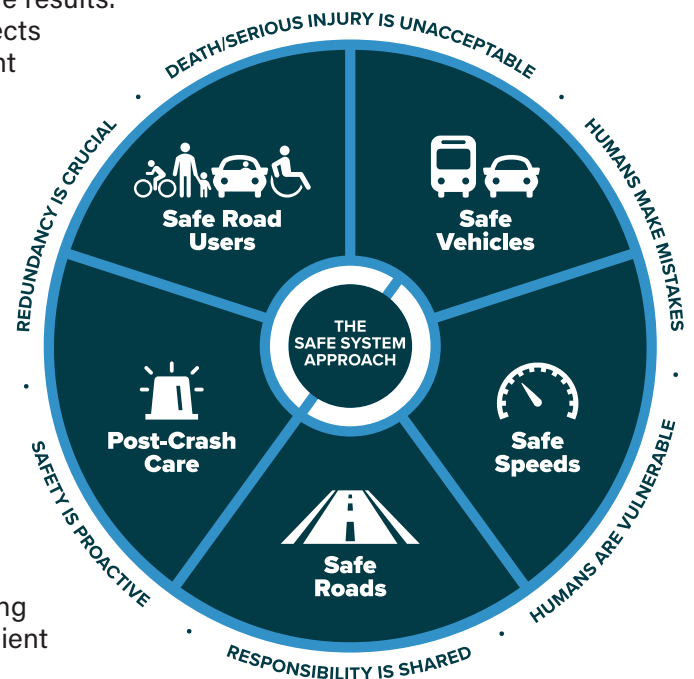 e results.
ects
nt
DEATH/SERIOUS INJURY IS UNACCEPTABLE
HUMANS MAKE MISTAKES
HUMANS ARE VULNERABLE
RESPONSIBILITY IS SHARED
SAFETY IS PROACTIVE
REDUNDANCY IS CRUCIAL
Safe Road
Users
Safe
Vehicles
THE
SAFE SYSTEM
APPROACH
Post-Crash
Care
Safe
Speeds
Safe
Roads
ng
ient